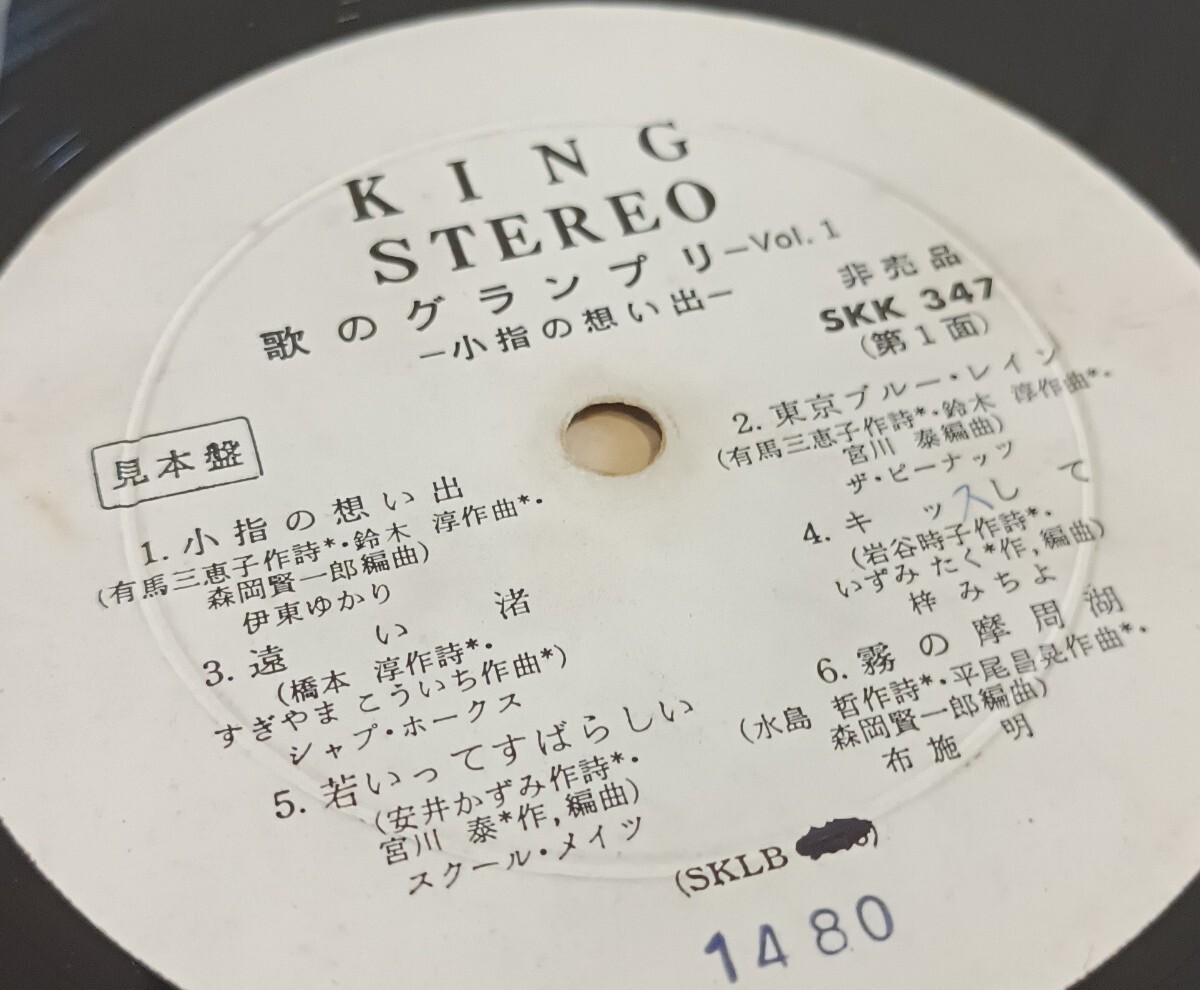 KING
STEREO
歌のグランプリ－Vol. 1
－小指の想い出－
非売品
SKK 347
(第1面)
見本盤
1. 小指の想い出
(有馬三恵子作詩*・鈴木 淳作曲*・
森岡賢一郎編曲)
伊東ゆかり
2. 東京ブルー・レイン
(有馬三恵子作詩*・鈴木 淳作曲*・
宮川 泰編曲)
ザ・ピーナッツ
3. 遠い渚
(橋本 淳作詩*・
すぎやま こういち作曲*)
シャプ・ホークス
4. キッスして
(岩谷時子作詩*・
いずみ たく*作,編曲)
梓 みちよ
5. 若いってすばらしい
(安井かずみ作詩*・
宮川 泰*作,編曲)
スクール・メイツ
6. 霧の摩周湖
(水島 哲作詩*・平尾昌晃作曲*・
森岡賢一郎編曲)
布施 明
(SKLB )
1480